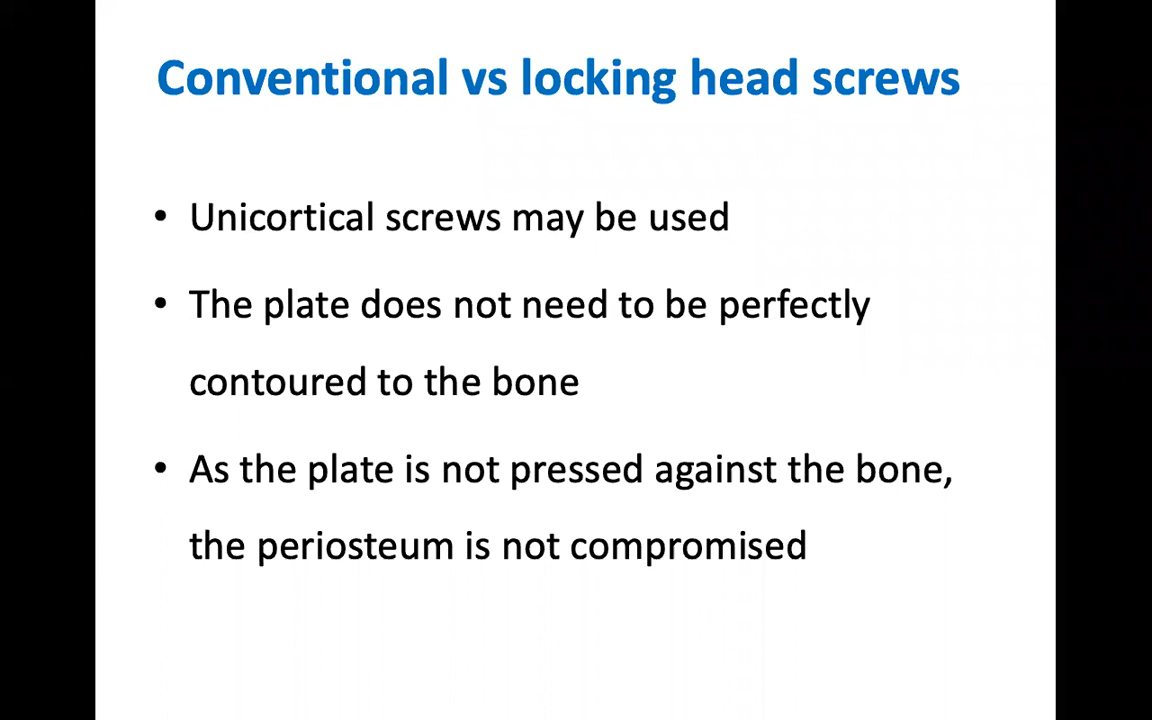 Conventional vs locking head screws
• Unicortical screws may be used
• The plate does not need to be perfectly
contoured to the bone
• As the plate is not pressed against the bone,
the periosteum is not compromised